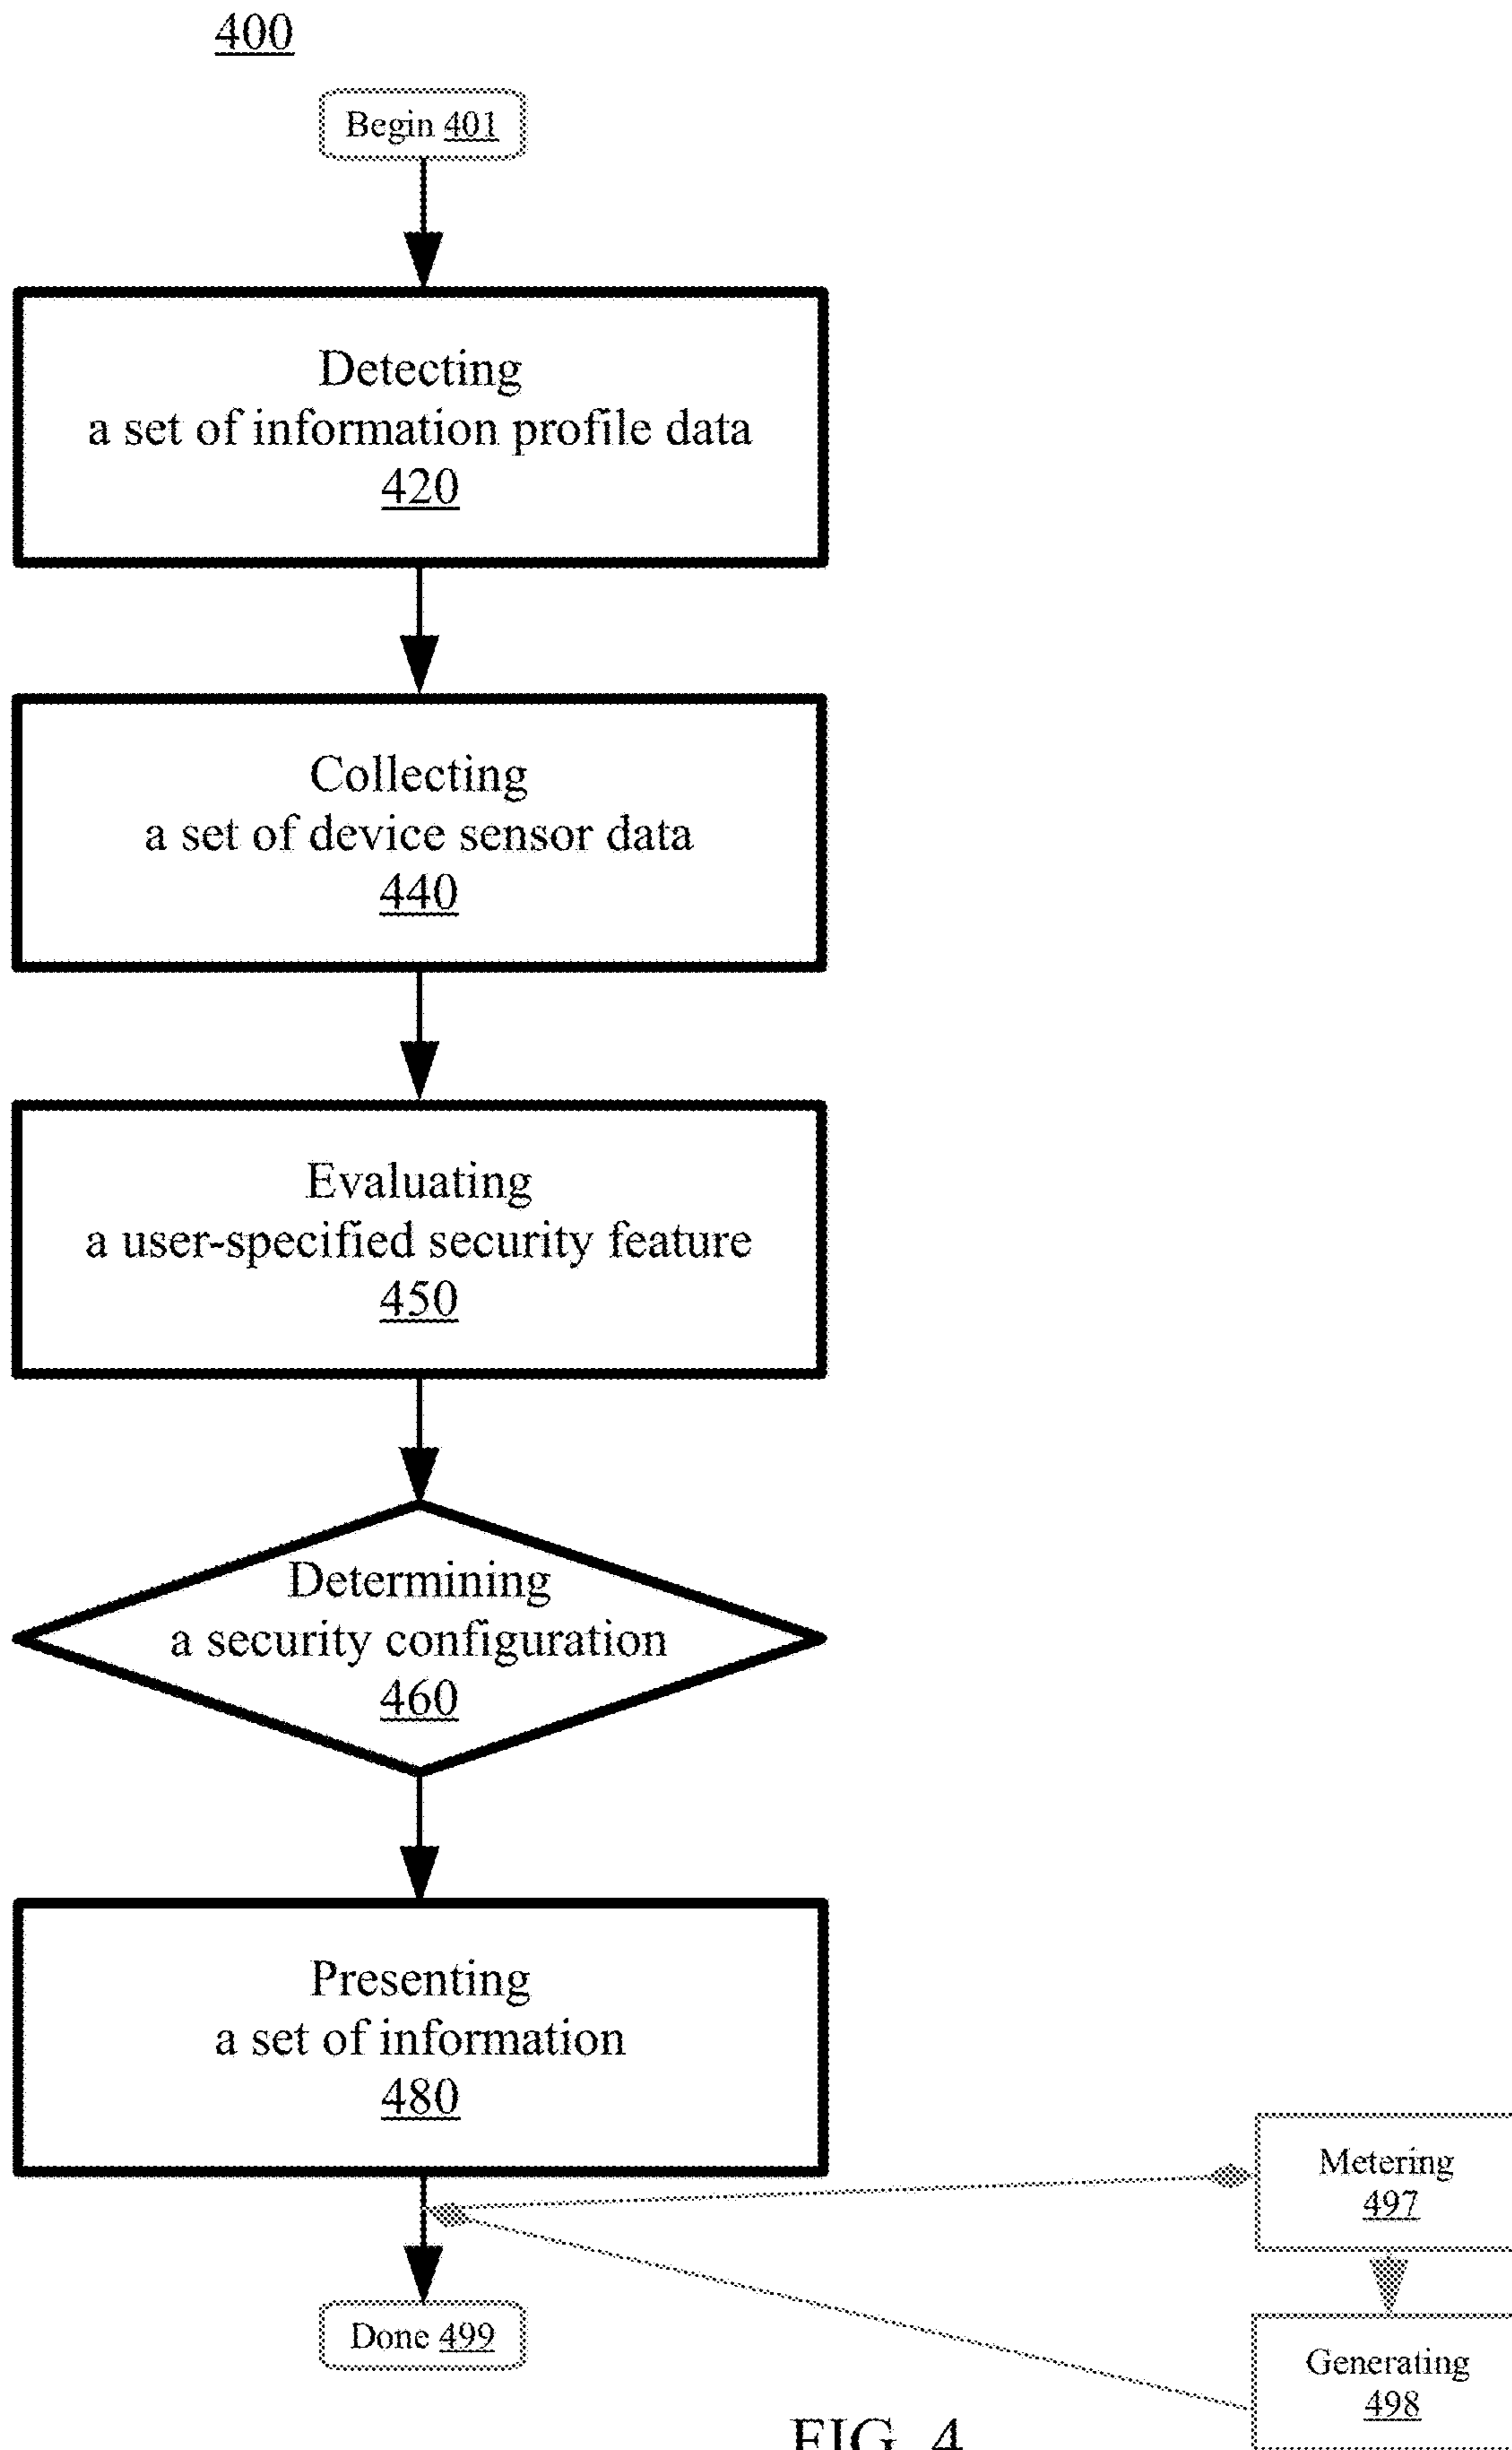 400
Begin 401
Detecting
a set of information profile data
420
Collecting
a set of device sensor data
440
Evaluating
a user-specified security feature
450
Determining
a security configuration
460
Presenting
a set of information
480
Metering
497
Done 499
Generating
498
FIG. 4